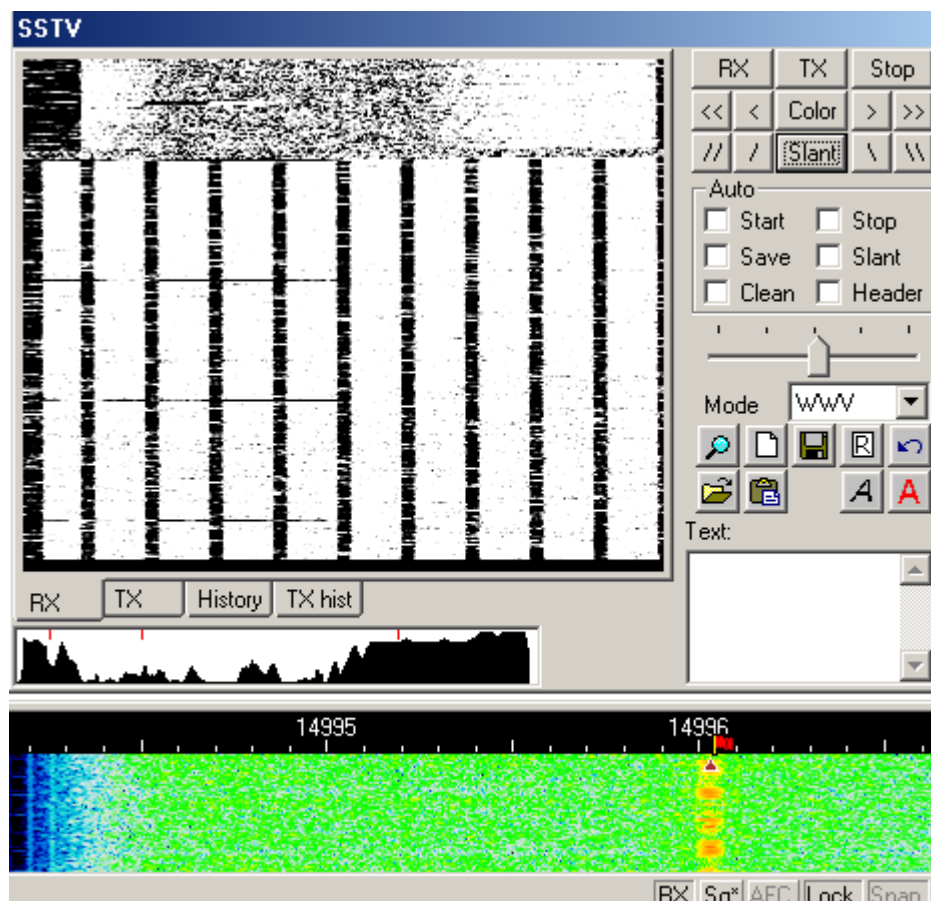 SSTV
RX TX Stop
<< < Color > >>
// / Slant \ \\
Auto
Start Stop
Save Slant
Clean Header
Mode WWV
R
A A
Text:
RX TX History TX hist
14995 14996
RX Sq* AFC Lock Snap